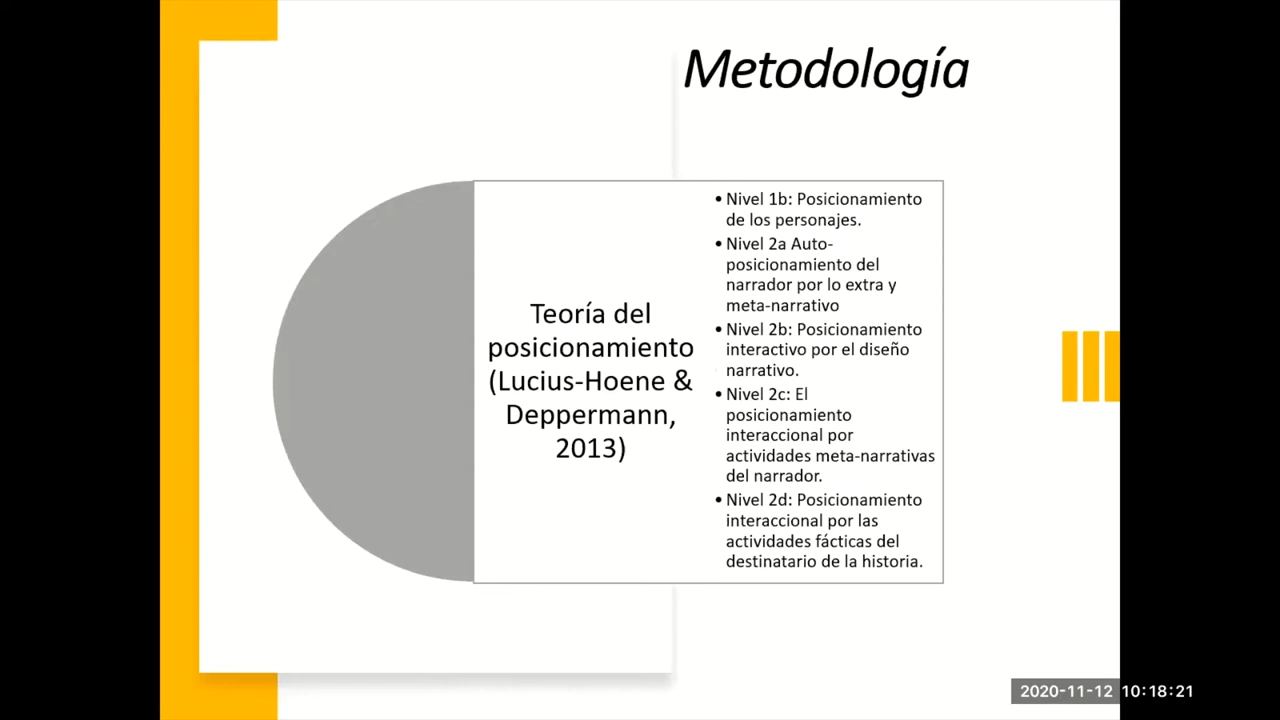 Metodología
Teoría del
posicionamiento
(Lucius-Hoene &
Deppermann,
2013)
• Nivel 1b: Posicionamiento
de los personajes.
• Nivel 2a Auto-
posicionamiento del
narrador por lo extra y
meta-narrativo
• Nivel 2b: Posicionamiento
interactivo por el diseño
narrativo.
• Nivel 2c: El
posicionamiento
interaccional por
actividades meta-narrativas
del narrador.
• Nivel 2d: Posicionamiento
interaccional por las
actividades fácticas del
destinatario de la historia.
2020-11-12 10:18:21